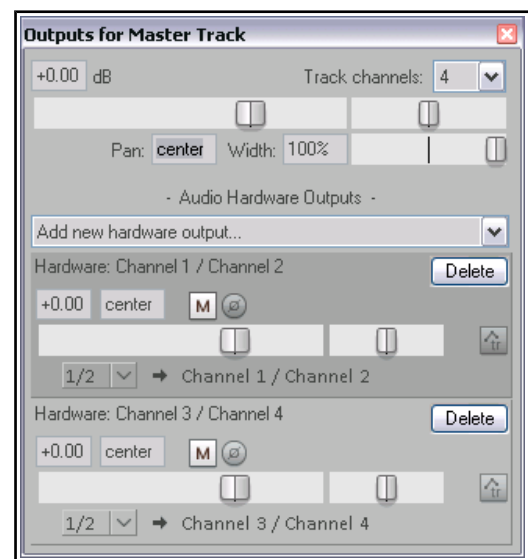 Outputs for Master Track
+0.00 dB Track channels: 4
Pan: center Width: 100%
- Audio Hardware Outputs -
Add new hardware output...
Hardware: Channel 1 / Channel 2 Delete
+0.00 center M ø
tr
1/2 ➔ Channel 1 / Channel 2
Hardware: Channel 3 / Channel 4 Delete
+0.00 center M ø
tr
1/2 ➔ Channel 3 / Channel 4